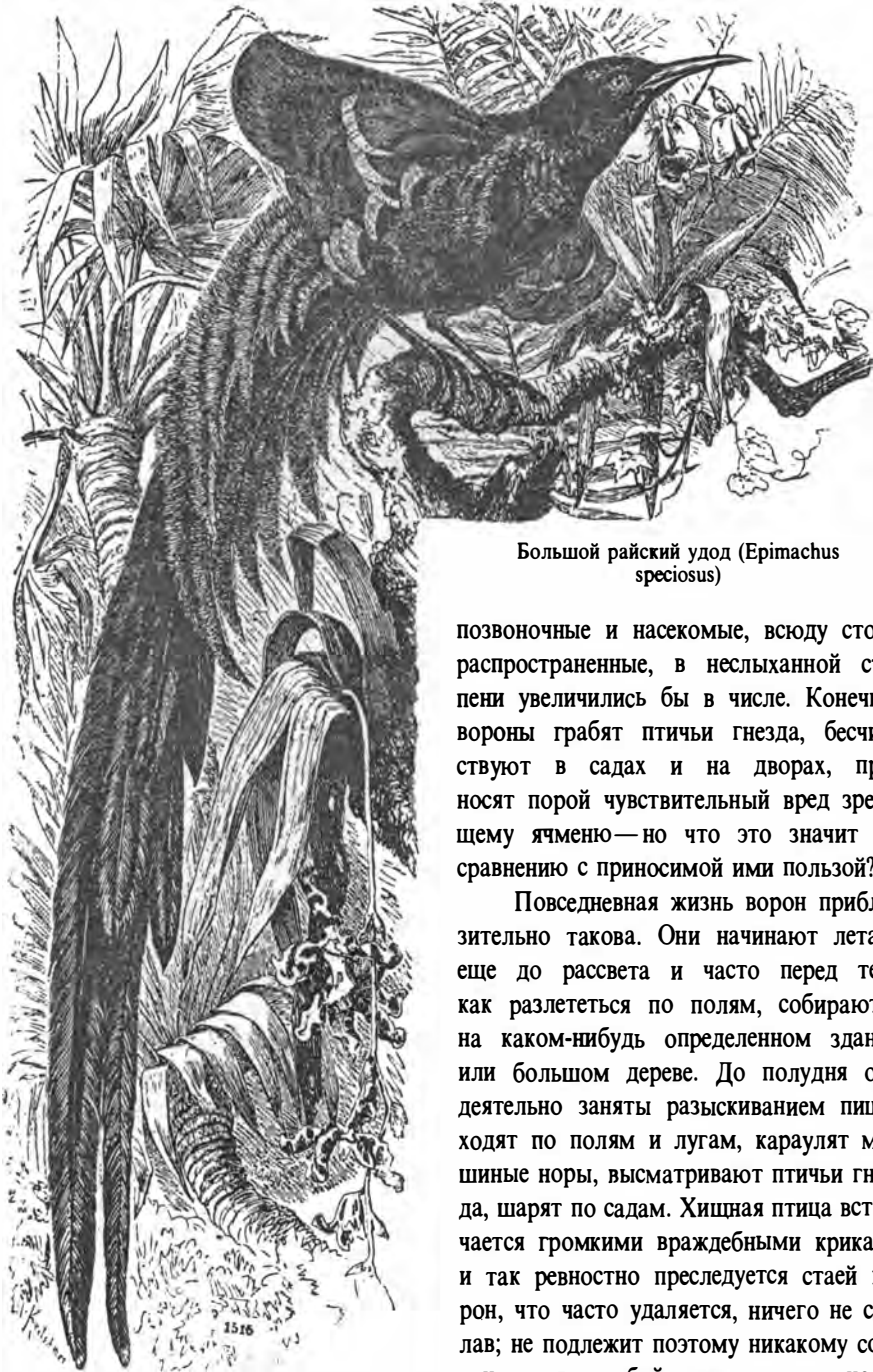 Большой райский удод (Epimachus
speciosus)
позвоночные и насекомые, всюду сто
распространенные, в неслыханной ст
пени увеличились бы в числе. Конеч
вороны грабят птичьи гнезда, бесчи
ствуют в садах и на дворах, пр
носят порой чувствительный вред зре
щему ячменю—но что это значит
сравнению с приносимой ими пользой?
Повседневная жизнь ворон прибл
зительно такова. Они начинают лета
еще до рассвета и часто перед те
как разлететься по полям, собирают
на каком-нибудь определенном здан
или большом дереве. До полудня о
деятельно заняты разыскиванием пищ
ходят по полям и лугам, караулят м
шиные норы, высматривают птичьи гн
да, шарят по садам. Хищная птица вст
чается громкими враждебными крика
и так ревностно преследуется стаей
рон, что часто удаляется, ничего не с
лав; не подлежит поэтому никакому со
1516